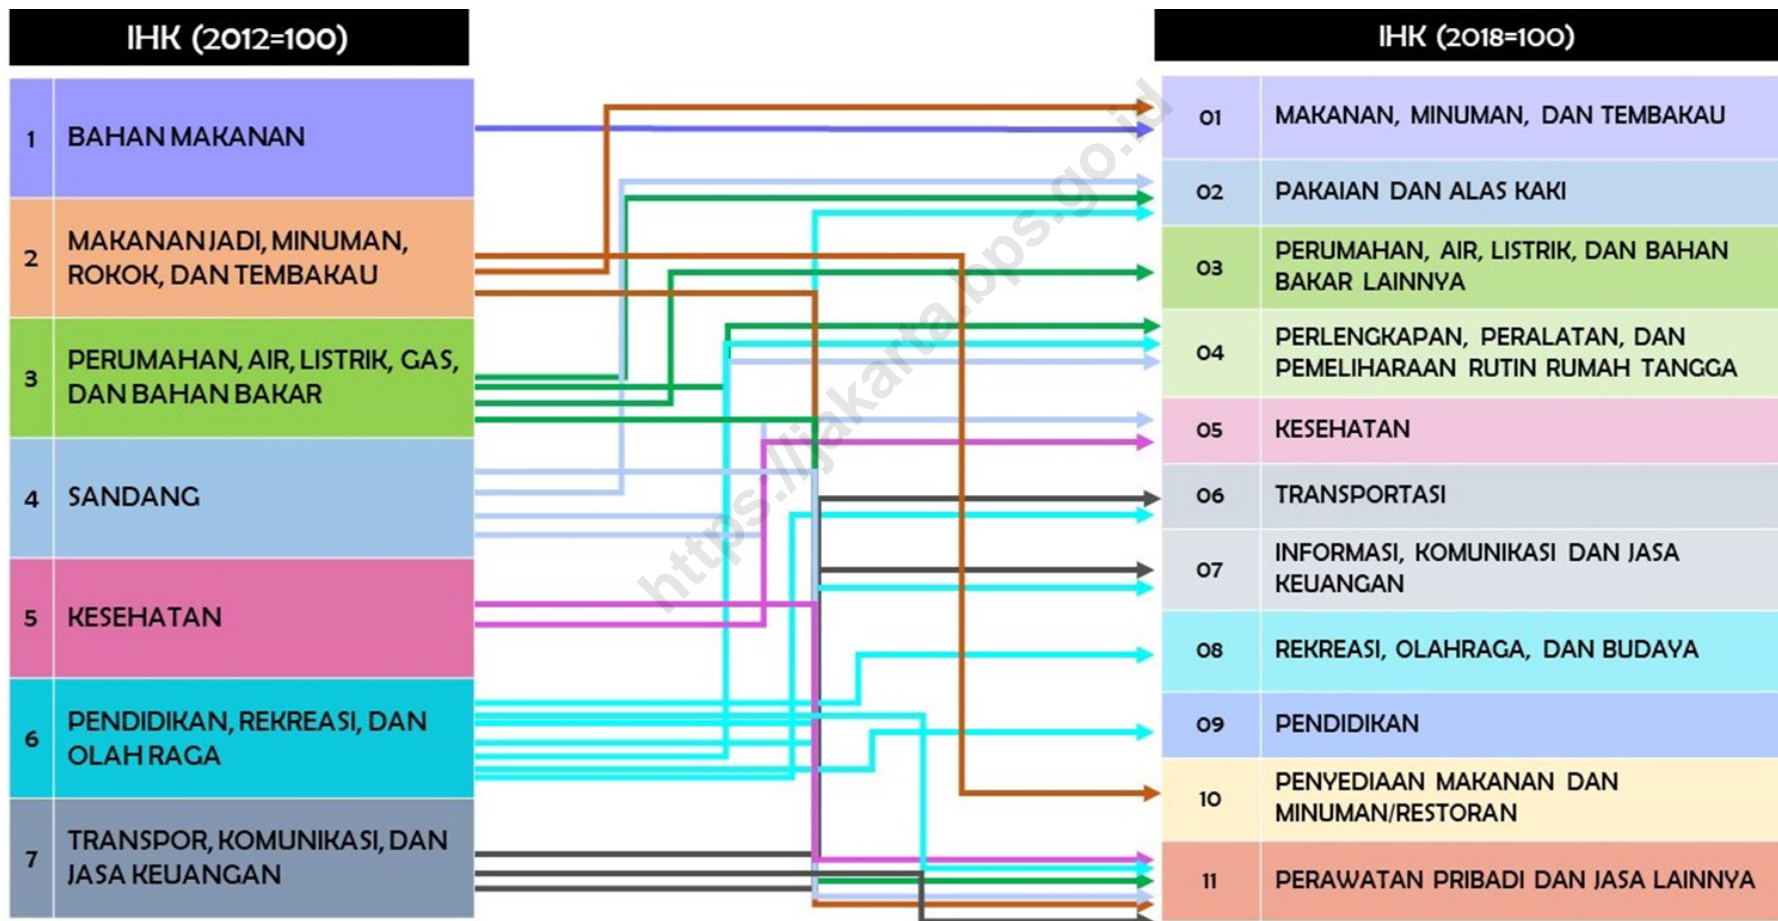 IHK (2012=100)
1 BAHAN MAKANAN
2 MAKANAN JADI, MINUMAN,
ROKOK, DAN TEMBAKAU
3 PERUMAHAN, AIR, LISTRIK, GAS,
DAN BAHAN BAKAR
4 SANDANG
5 KESEHATAN
6 PENDIDIKAN, REKREASI, DAN
OLAH RAGA
7 TRANSPOR, KOMUNIKASI, DAN
JASA KEUANGAN
https://jakarta.bps.go.id
IHK (2018=100)
01 MAKANAN, MINUMAN, DAN TEMBAKAU
02 PAKAIAN DAN ALAS KAKI
03 PERUMAHAN, AIR, LISTRIK, DAN BAHAN
BAKAR LAINNYA
04 PERLENGKAPAN, PERALATAN, DAN
PEMELIHARAAN RUTIN RUMAH TANGGA
05 KESEHATAN
06 TRANSPORTASI
07 INFORMASI, KOMUNIKASI DAN JASA
KEUANGAN
08 REKREASI, OLAHRAGA, DAN BUDAYA
09 PENDIDIKAN
10 PENYEDIAAN MAKANAN DAN
MINUMAN/RESTORAN
11 PERAWATAN PRIBADI DAN JASA LAINNYA